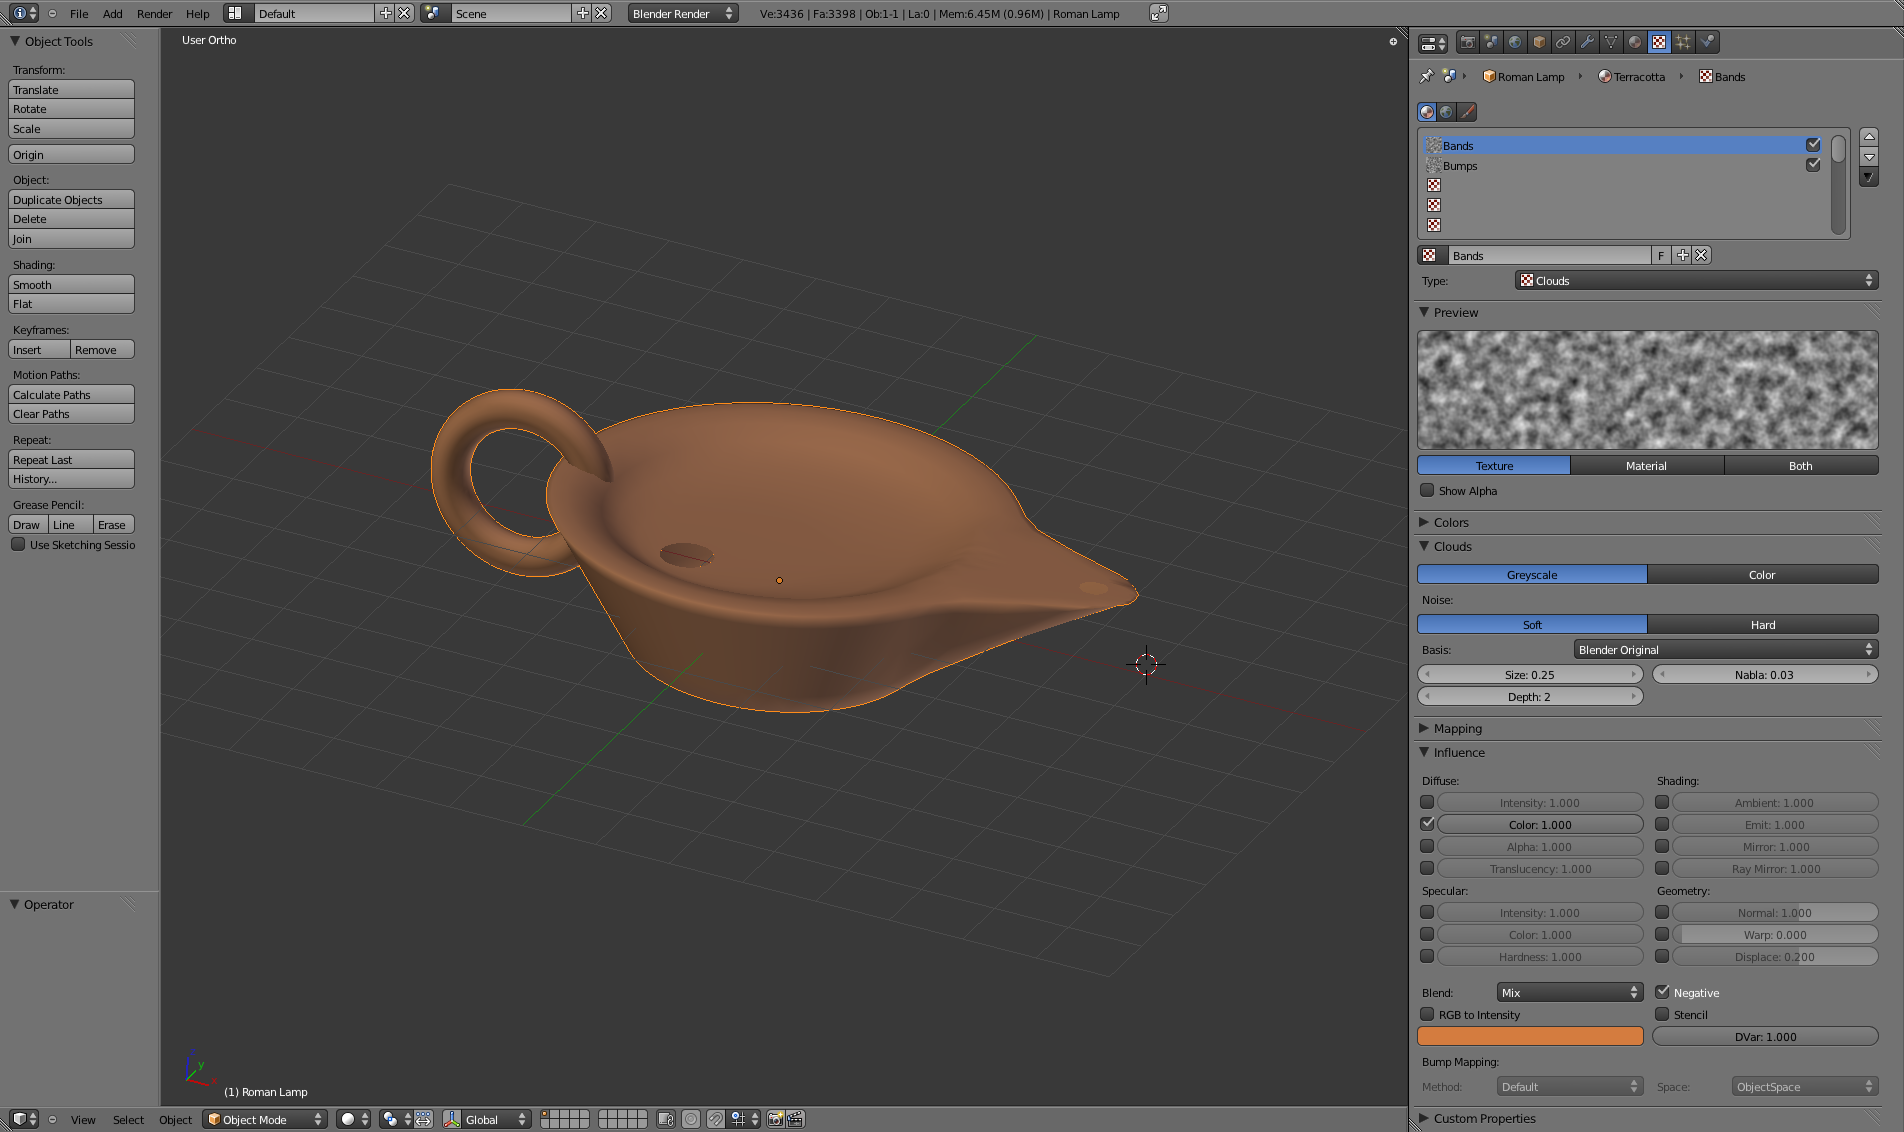 File Add Render Help Default Scene Blender Render Ve:3436 | Fa:3398 | Ob:1-1 | La:0 | Mem:6.45M (0.96M) | Roman Lamp
Object Tools
Transform:
Translate
Rotate
Scale
Origin
Object:
Duplicate Objects
Delete
Join
Shading:
Smooth
Flat
Keyframes:
Insert Remove
Motion Paths:
Calculate Paths
Clear Paths
Repeat:
Repeat Last
History...
Grease Pencil:
Draw Line Erase
Use Sketching Sessio
Operator
User Ortho
z
y
x
(1) Roman Lamp
View Select Object Object Mode Global
Roman Lamp Terracotta Bands
Bands
Bumps
Bands F
Type: Clouds
Preview
Texture Material Both
Show Alpha
Colors
Clouds
Greyscale Color
Noise:
Soft Hard
Basis: Blender Original
Size: 0.25 Nabla: 0.03
Depth: 2
Mapping
Influence
Diffuse: Shading:
Intensity: 1.000 Ambient: 1.000
Color: 1.000 Emit: 1.000
Alpha: 1.000 Mirror: 1.000
Translucency: 1.000 Ray Mirror: 1.000
Specular: Geometry:
Intensity: 1.000 Normal: 1.000
Color: 1.000 Warp: 0.000
Hardness: 1.000 Displace: 0.200
Blend: Mix Negative
RGB to Intensity Stencil
DVar: 1.000
Bump Mapping:
Method: Default Space: ObjectSpace
Custom Properties